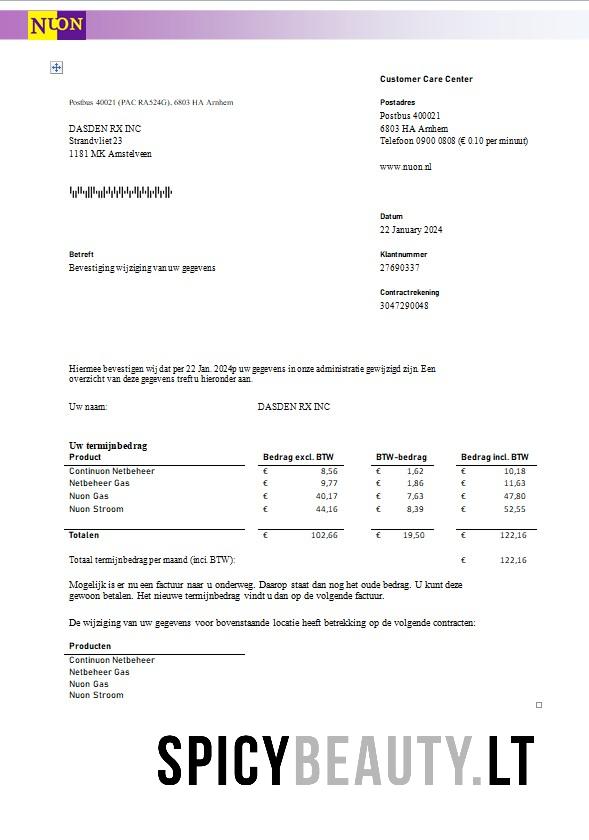 NUON
Customer Care Center
Postbus 40021 (PAC RA524G), 6803 HA Arnhem
Postadres
Postbus 400021
DASDEN RX INC
6803 HA Arnhem
Strandvliet 23
Telefoon 0900 0808 (€ 0.10 per minuut)
1181 MK Amstelveen
www.nuon.nl
Datum
22 January 2024
Betreft
Klantnummer
Bevestiging wijziging van uw gegevens
27690337
Contractrekening
3047290048
Hiermee bevestigen wij dat per 22 Jan. 2024p uw gegevens in onze administratie gewijzigd zijn. Een
overzicht van deze gegevens treft u hieronder aan.
Uw naam: DASDEN RX INC
Uw termijnbedrag
Product Bedrag excl. BTW BTW-bedrag Bedrag incl. BTW
Continuon Netbeheer € 8,56 € 1,62 € 10,18
Netbeheer Gas € 9,77 € 1,86 € 11,63
Nuon Gas € 40,17 € 7,63 € 47,80
Nuon Stroom € 44,16 € 8,39 € 52,55
Totalen € 102,66 € 19,50 € 122,16
Totaal termijnbedrag per maand (inci. BTW): € 122,16
Mogelijk is er nu een factuur naar u onderweg. Daarop staat dan nog het oude bedrag. U kunt deze
gewoon betalen. Het nieuwe termijnbedrag vindt u dan op de volgende factuur.
De wijziging van uw gegevens voor bovenstaande locatie heeft betrekking op de volgende contracten:
Producten
Continuon Netbeheer
Netbeheer Gas
Nuon Gas
Nuon Stroom
SPICYBEAUTY.LT